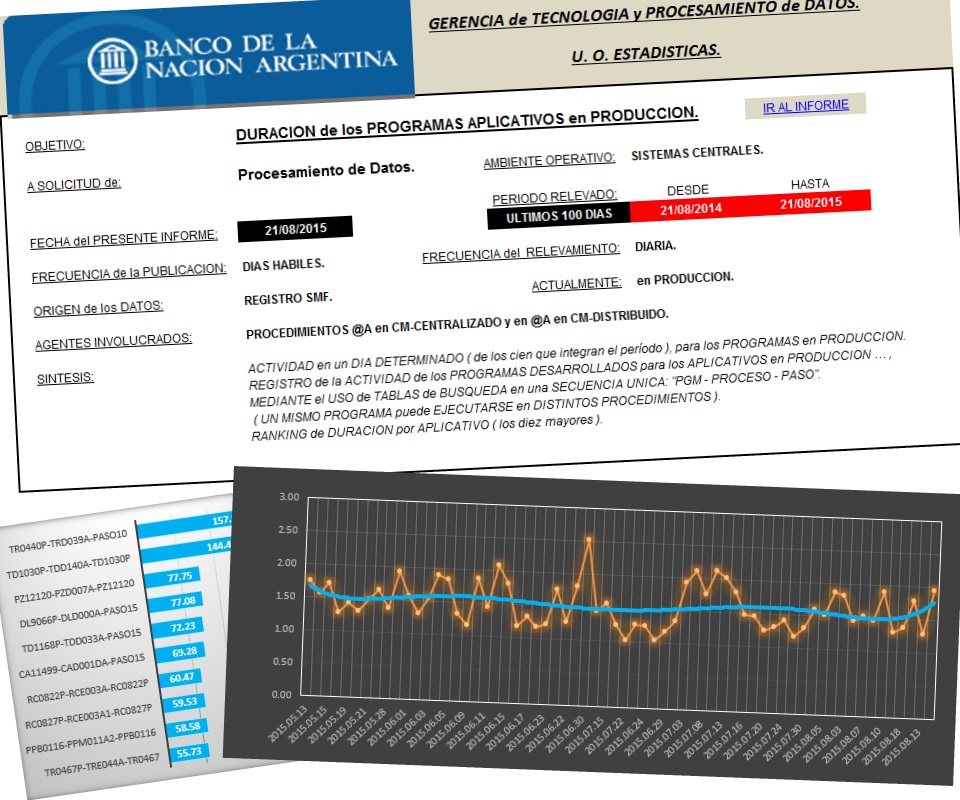 BANCO DE LA
NACION ARGENTINA
GERENCIA de TECNOLOGIA y PROCESAMIENTO de DATOS.
U. O. ESTADISTICAS.
OBJETIVO:
DURACION de los PROGRAMAS APLICATIVOS en PRODUCCION.
IR AL INFORME
A SOLICITUD de:
Procesamiento de Datos.
AMBIENTE OPERATIVO:
SISTEMAS CENTRALES.
PERIODO RELEVADO:
DESDE
HASTA
ULTIMOS 100 DIAS
21/08/2014
21/08/2015
FECHA del PRESENTE INFORME:
21/08/2015
FRECUENCIA de la PUBLICACION:
DIAS HABILES.
FRECUENCIA del RELEVAMIENTO:
DIARIA.
ORIGEN de los DATOS:
REGISTRO SMF.
ACTUALMENTE:
en PRODUCCION.
AGENTES INVOLUCRADOS:
PROCEDIMIENTOS @A en CM-CENTRALIZADO y en @A en CM-DISTRIBUIDO.
SINTESIS:
ACTIVIDAD en un DIA DETERMINADO ( de los cien que integran el período ), para los PROGRAMAS en PRODUCCION.
REGISTRO de la ACTIVIDAD de los PROGRAMAS DESARROLLADOS para los APLICATIVOS en PRODUCCION … ,
MEDIANTE el USO de TABLAS de BUSQUEDA en una SECUENCIA UNICA: "PGM - PROCESO - PASO".
( UN MISMO PROGRAMA puede EJECUTARSE en DISTINTOS PROCEDIMIENTOS ).
RANKING de DURACION por APLICATIVO ( los diez mayores ).
TR0440P-TRD039A-PASO10 157.
TD1030P-TDD140A-TD1030P 144.4
PZ12120-PZD007A-PZ12120 77.75
DL9066P-DLD000A-PASO15 77.08
TD1168P-TDD033A-PASO15 72.23
CA11499-CAD001DA-PASO15 69.28
RC0822P-RCE003A-RC0822P 60.47
RC0827P-RCE003A1-RC0827P 59.53
PPB0116-PPM011A2-PPB0116 58.58
TR0467P-TRE044A-TR0467 55.73
3.00
2.50
2.00
1.50
1.00
0.50
0.00
2015.05.13
2015.05.15
2015.05.19
2015.05.21
2015.05.28
2015.06.01
2015.06.03
2015.06.05
2015.06.09
2015.06.11
2015.06.15
2015.06.17
2015.06.23
2015.06.22
2015.06.30
2015.07.15
2015.07.22
2015.06.24
2015.06.29
2015.07.03
2015.07.08
2015.07.14
2015.07.16
2015.07.20
2015.07.24
2015.07.30
2015.08.05
2015.08.03
2015.08.07
2015.08.10
2015.08.18
2015.08.13